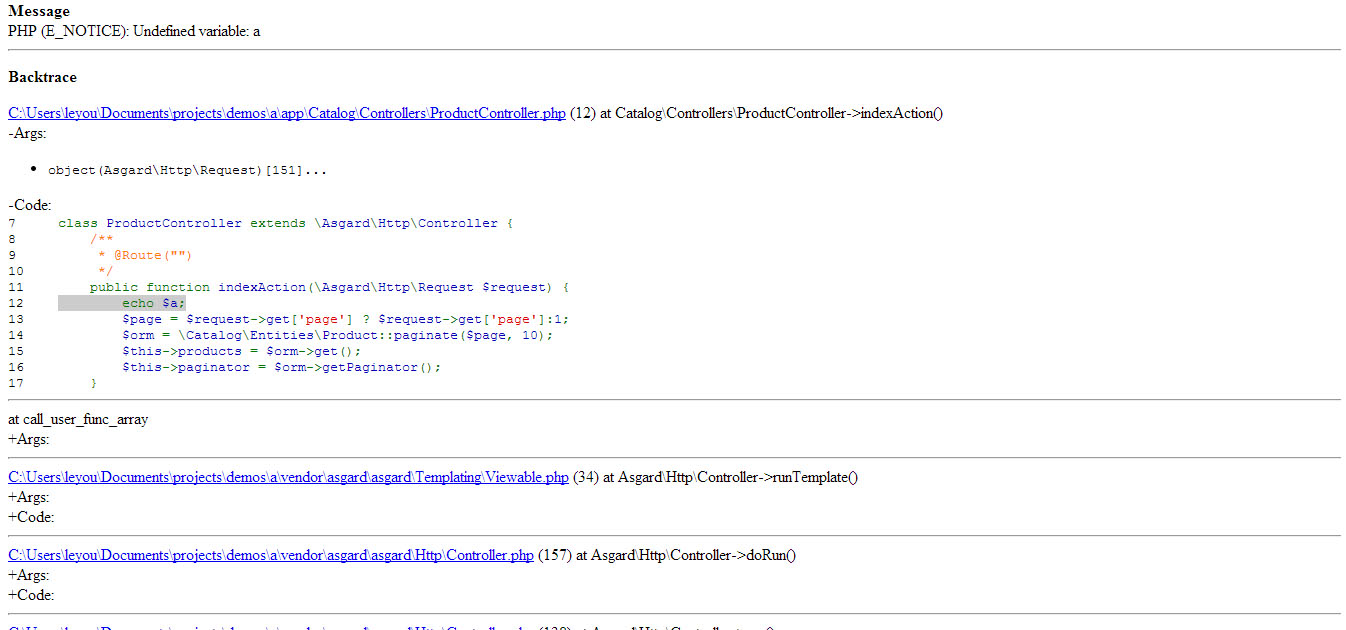 Message
PHP (E_NOTICE): Undefined variable: a
Backtrace
C:\Users\leyou\Documents\projects\demos\a\app\Catalog\Controllers\ProductController.php (12) at Catalog\Controllers\ProductController->indexAction()
-Args:
• object(Asgard\Http\Request)[151]...
-Code:
7 class ProductController extends \Asgard\Http\Controller {
8 /**
9 * @Route("")
10 */
11 public function indexAction(\Asgard\Http\Request $request) {
12 echo $a;
13 $page = $request->get['page'] ? $request->get['page']:1;
14 $orm = \Catalog\Entities\Product::paginate($page, 10);
15 $this->products = $orm->get();
16 $this->paginator = $orm->getPaginator();
17 }
at call_user_func_array
+Args:
C:\Users\leyou\Documents\projects\demos\a\vendor\asgard\asgard\Templating\Viewable.php (34) at Asgard\Http\Controller->runTemplate()
+Args:
+Code:
C:\Users\leyou\Documents\projects\demos\a\vendor\asgard\asgard\Http\Controller.php (157) at Asgard\Http\Controller->doRun()
+Args:
+Code: